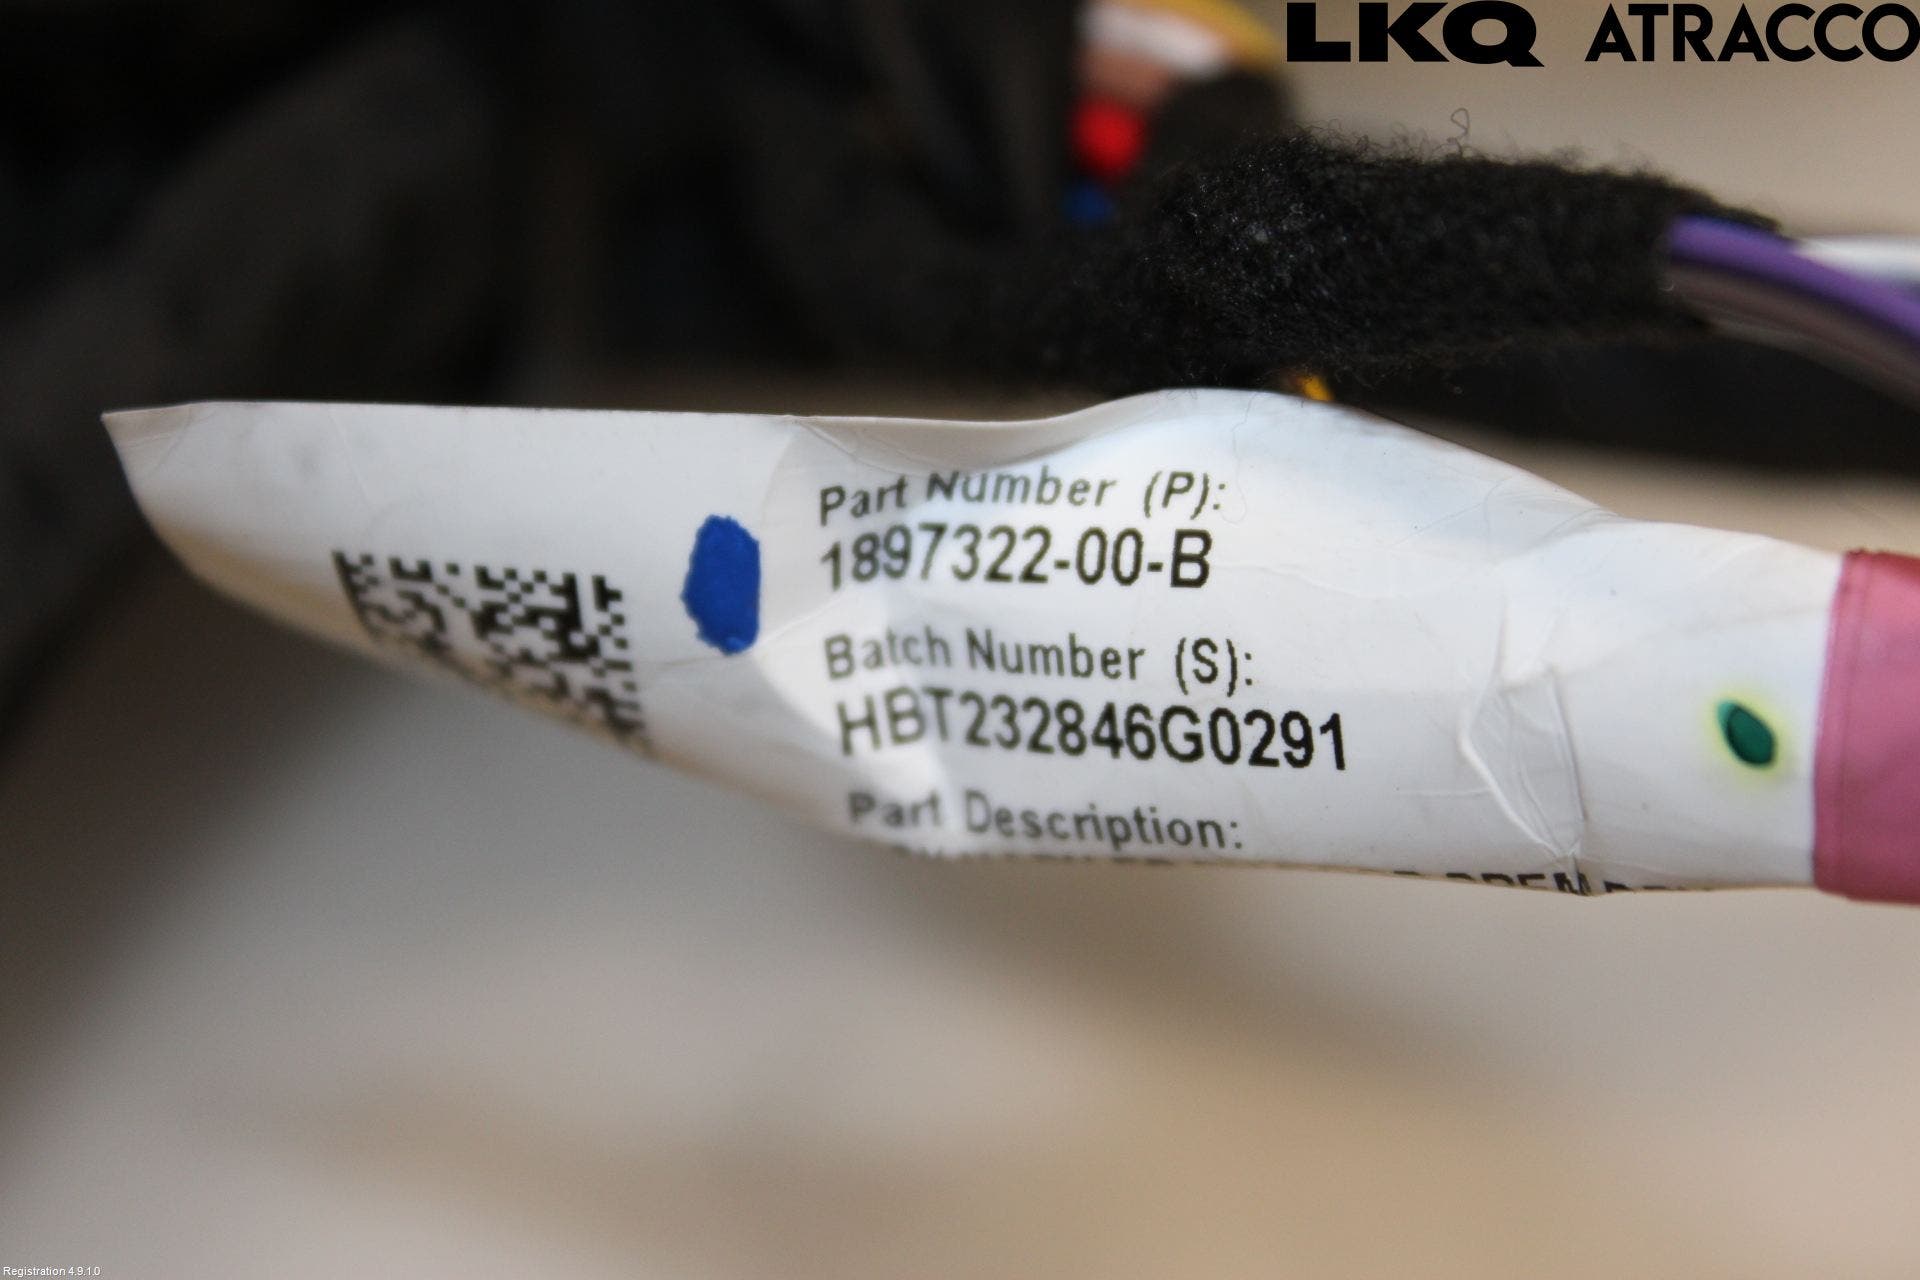 LKQ ATRACCO
Part Number (P):
1897322-00-B
Batch Number (S):
HBT232846G0291
Part Description:
Registration 4.9.1.0